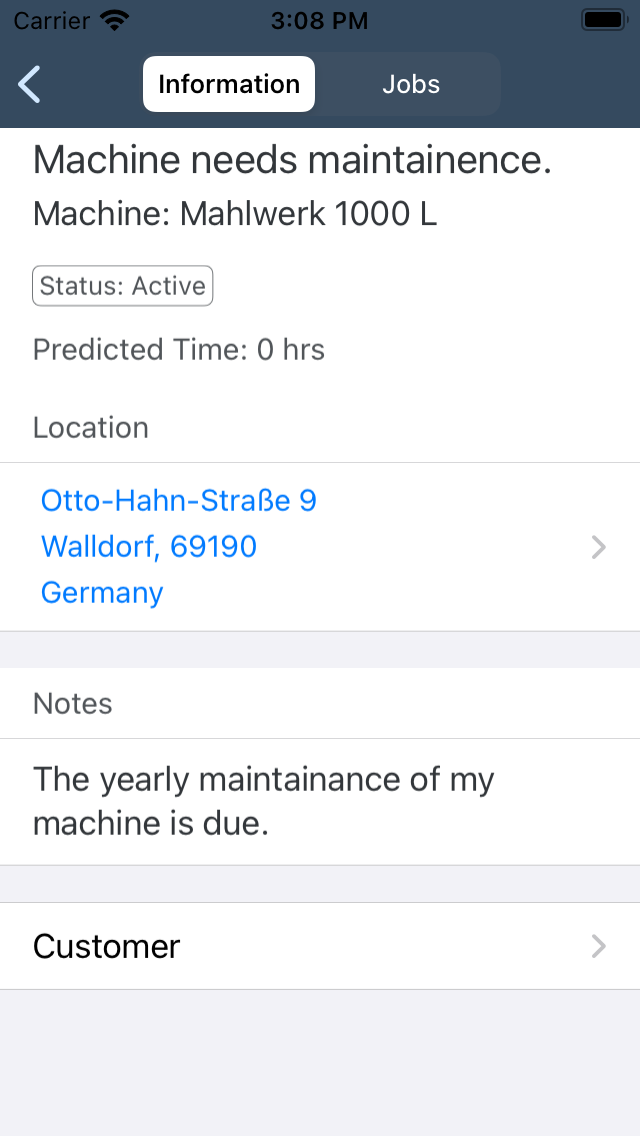 Carrier 3:08 PM
Information Jobs
Machine needs maintainence.
Machine: Mahlwerk 1000 L
Status: Active
Predicted Time: 0 hrs
Location
Otto-Hahn-Straße 9
Walldorf, 69190
Germany
Notes
The yearly maintainance of my
machine is due.
Customer